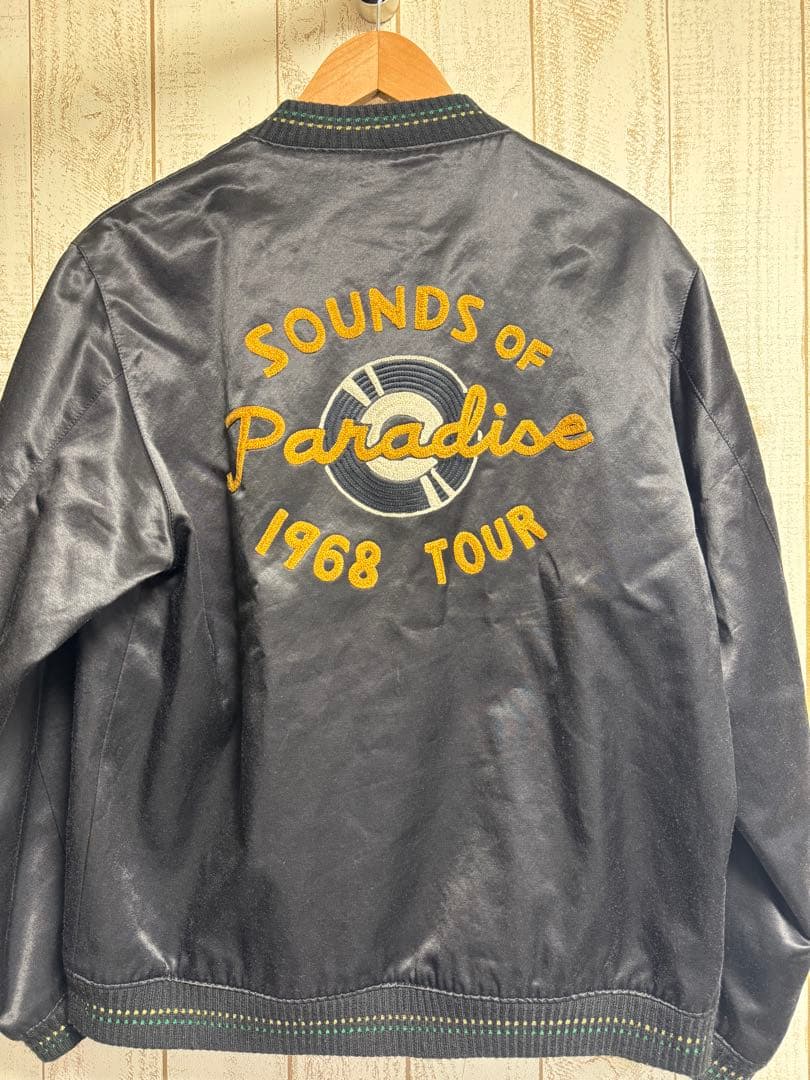 SOUNDS OF
Paradise
1968 TOUR